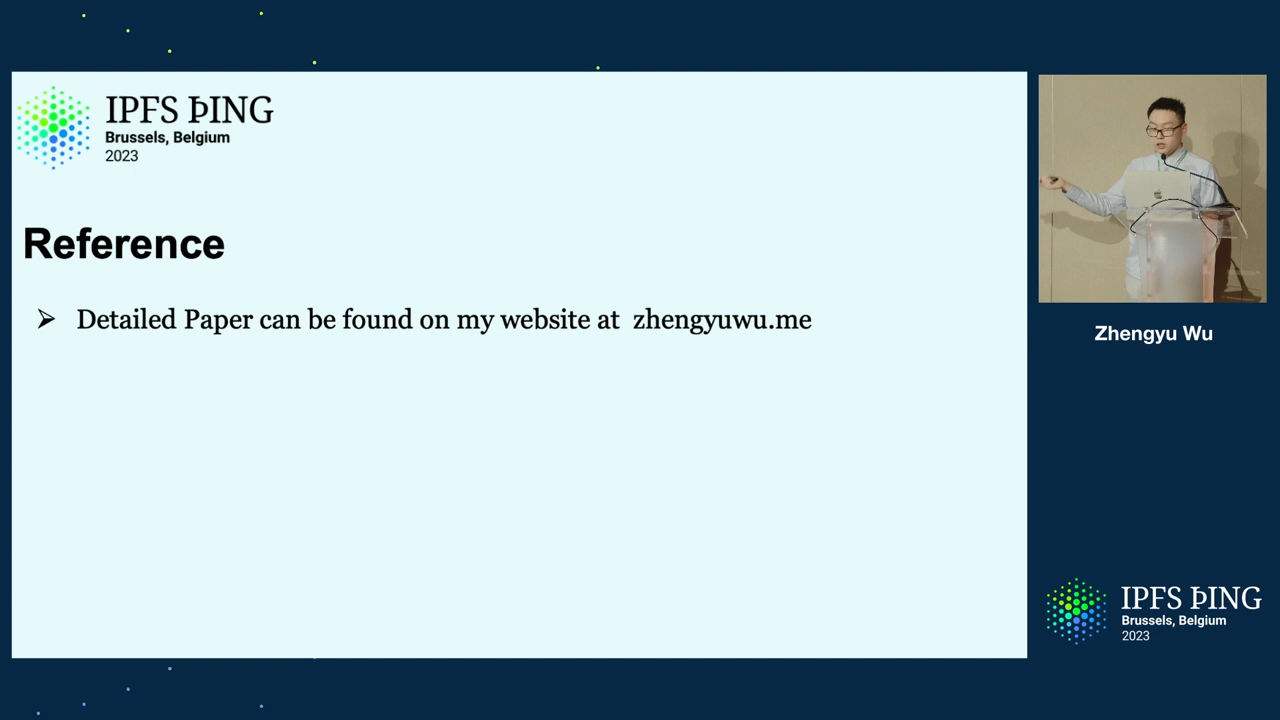 IPFS ÞING
Brussels, Belgium
2023
Reference
➢ Detailed Paper can be found on my website at zhengyuwu.me
Zhengyu Wu
IPFS ÞING
Brussels, Belgium
2023